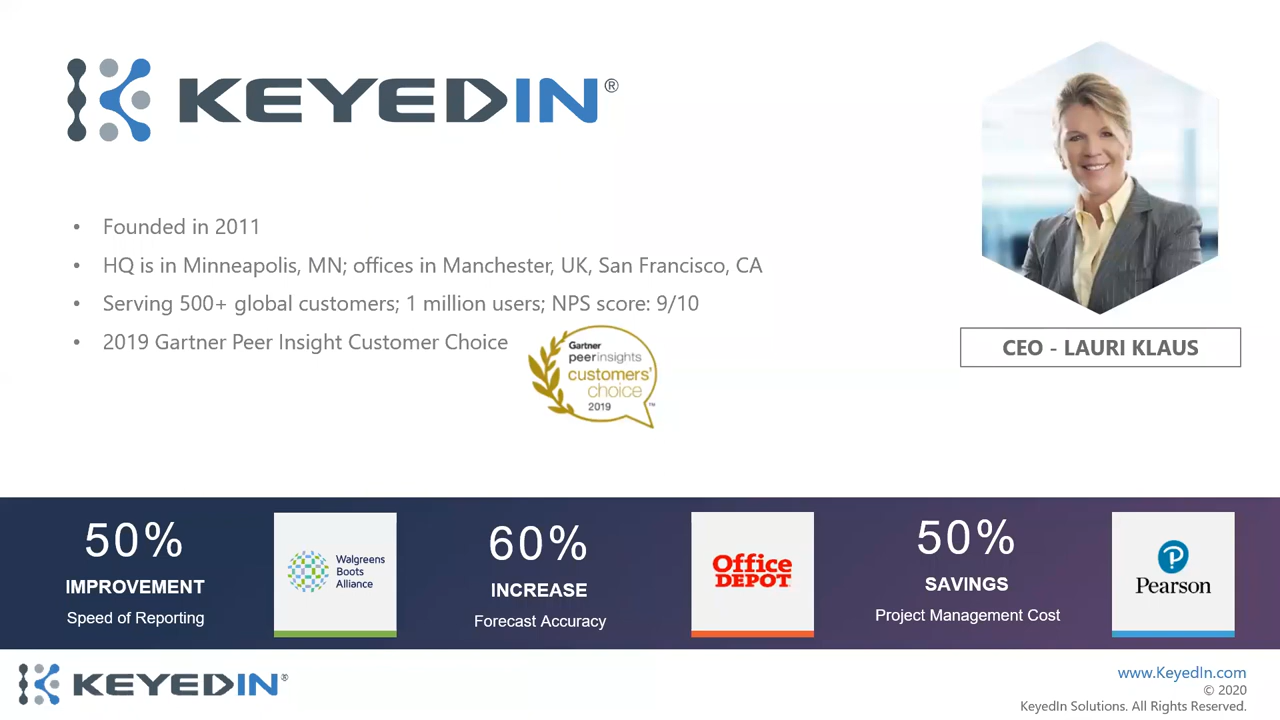 KEYEDIN®
• Founded in 2011
• HQ is in Minneapolis, MN; offices in Manchester, UK, San Francisco, CA
• Serving 500+ global customers; 1 million users; NPS score: 9/10
• 2019 Gartner Peer Insight Customer Choice
Gartner
peerinsights
customers'
choice
2019
™
CEO - LAURI KLAUS
50%
IMPROVEMENT
Speed of Reporting
Walgreens
Boots
Alliance
60%
INCREASE
Forecast Accuracy
Office
DEPOT
50%
SAVINGS
Project Management Cost
P
Pearson
KEYEDIN®
www.KeyedIn.com
© 2020
KeyedIn Solutions. All Rights Reserved.